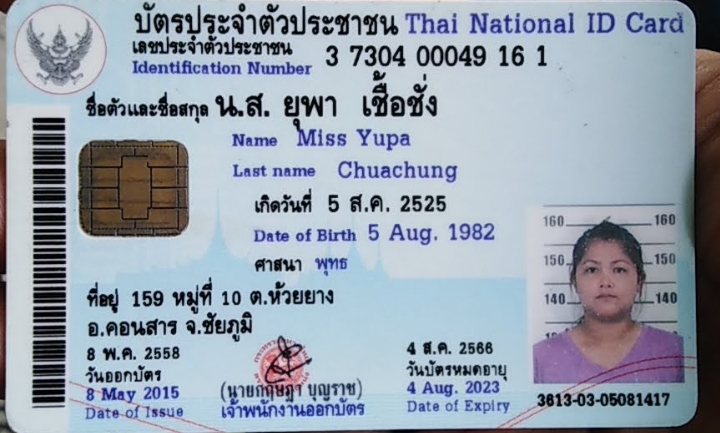 บัตรประจำตัวประชาชน Thai National ID Card
เลขประจำตัวประชาชน
Identification Number
3 7304 00049 16 1
ชื่อตัวและชื่อสกุล น.ส. ยุพา เชื้อชั่ง
Name Miss Yupa
Last name Chuachung
เกิดวันที่ 5 ส.ค. 2525
Date of Birth 5 Aug. 1982
ศาสนา พุทธ
ที่อยู่ 159 หมู่ที่ 10 ต.ห้วยยาง
อ.คอนสาร จ.ชัยภูมิ
8 พ.ค. 2558
วันออกบัตร
8 May 2015
Date of Issue
(นายกฤษฎา บุญราช)
เจ้าพนักงานออกบัตร
4 ส.ค. 2566
วันบัตรหมดอายุ
4 Aug. 2023
Date of Expiry
160 160
150 150
140 140
3613-03-05081417